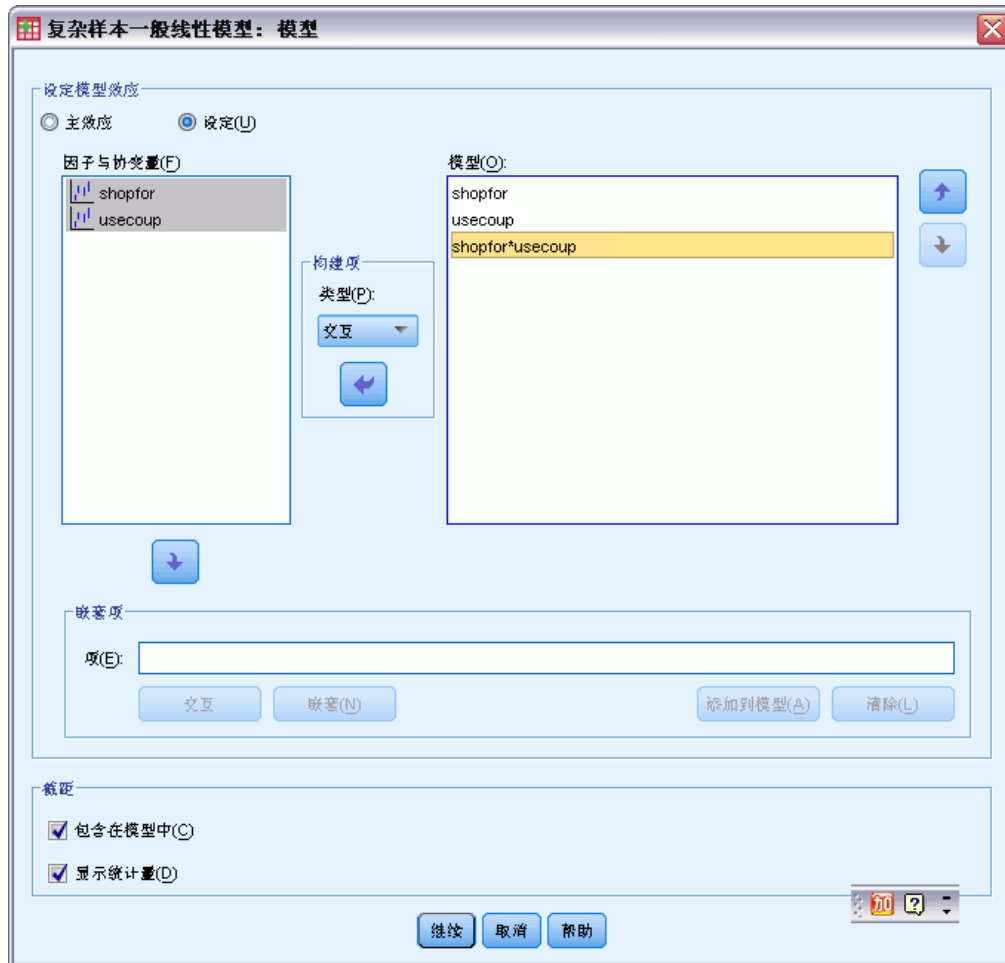 复杂样本一般线性模型：模型
设定模型效应
主效应
设定(U)
因子与协变量(F)
模型(O):
shopfor
usecoup
shopfor
usecoup
shopfor*usecoup
构建项
类型(P):
交互
嵌套项
项(E):
交互
嵌套(N)
添加到模型(A)
清除(L)
截距
包含在模型中(C)
显示统计量(D)
加
?
继续
取消
帮助